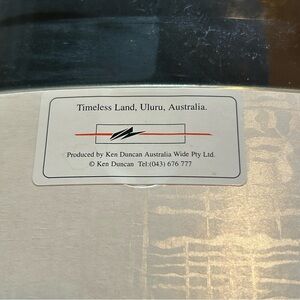 Timeless Land, Uluru, Australia.
Produced by Ken Duncan Australia Wide Pty Ltd.
© Ken Duncan Tel:(043) 676 777